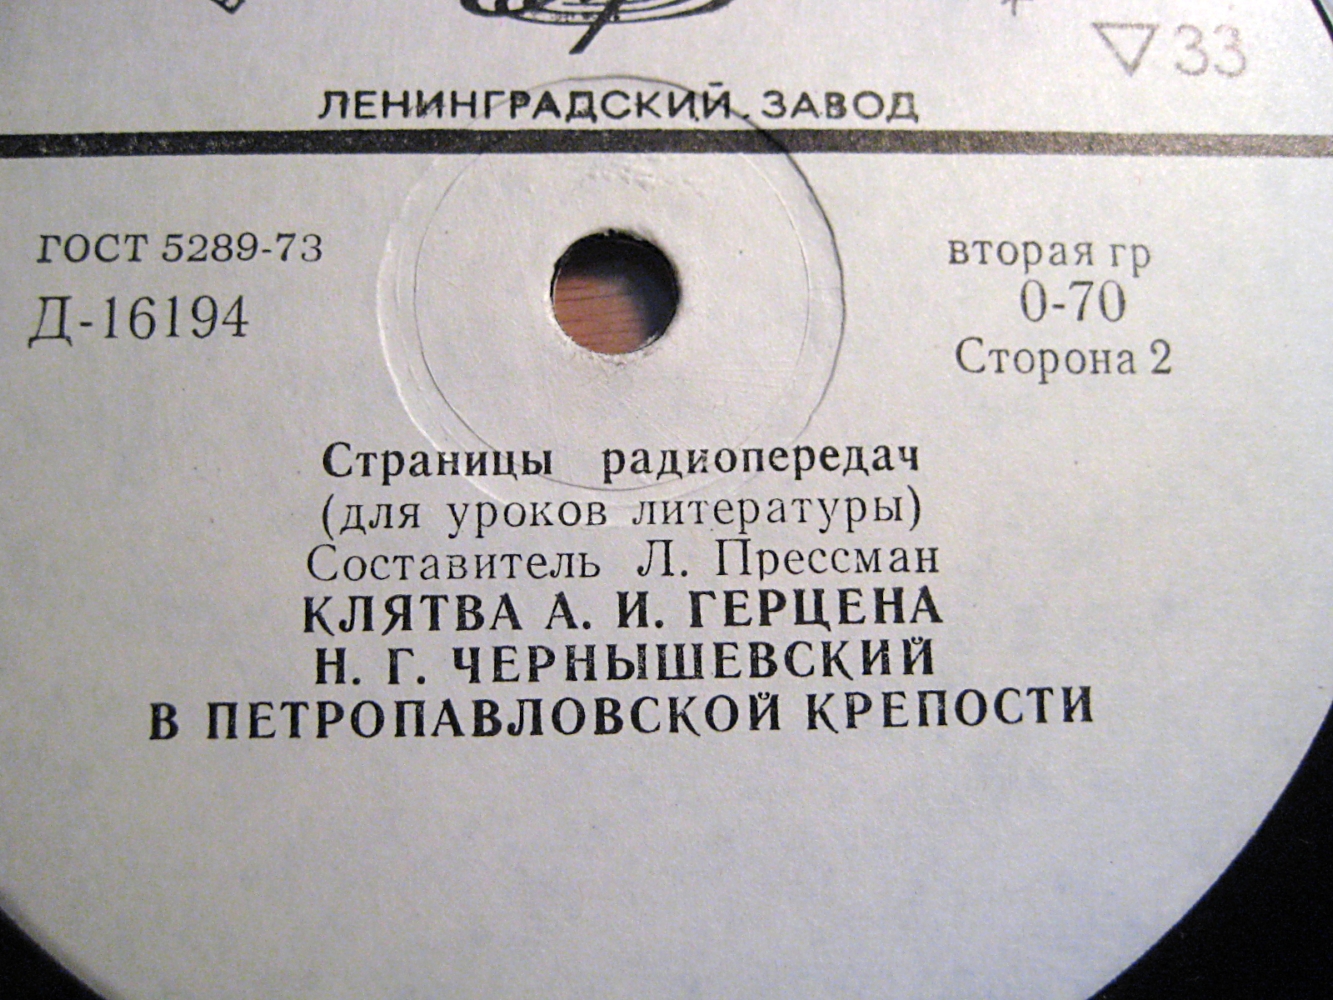 ▽33
ЛЕНИНГРАДСКИЙ ЗАВОД
ГОСТ 5289-73
Д-16194
вторая гр
0-70
Сторона 2
Страницы радиопередач
(для уроков литературы)
Составитель Л. Прессман
КЛЯТВА А. И. ГЕРЦЕНА
Н. Г. ЧЕРНЫШЕВСКИЙ
В ПЕТРОПАВЛОВСКОЙ КРЕПОСТИ